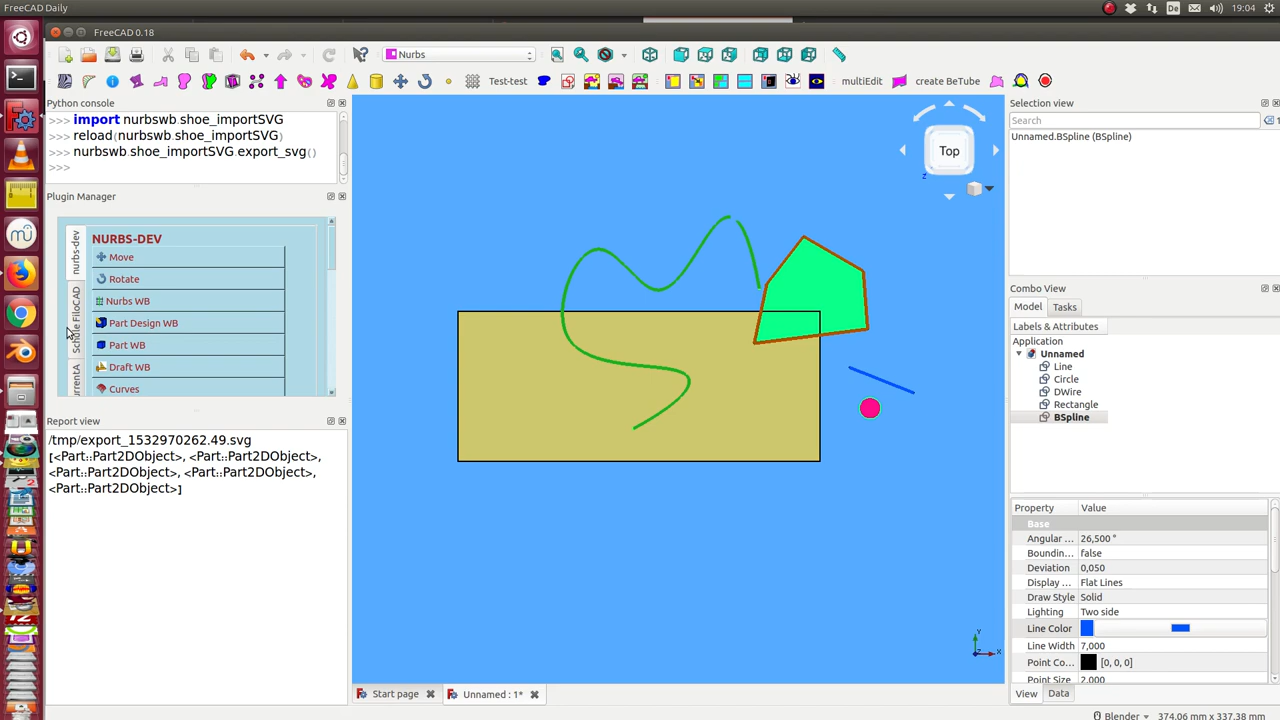 FreeCAD Daily
De
19:04
FreeCAD 0.18
Nurbs
Test-test
multiEdit
create BeTube
Python console
>>> import nurbswb.shoe_importSVG
>>> reload(nurbswb.shoe_importSVG)
>>> nurbswb.shoe_importSVG.export_svg()
>>>
Plugin Manager
nurbs-dev
Schule FiloCAD
NURBS-DEV
Move
Rotate
Nurbs WB
Part Design WB
Part WB
Draft WB
Curves
Report view
/tmp/export_1532970262.49.svg
[<Part::Part2DObject>, <Part::Part2DObject>,
<Part::Part2DObject>, <Part::Part2DObject>,
<Part::Part2DObject>]
Top
Z
Y
X
Start page
Unnamed : 1*
Selection view
Search
Unnamed.BSpline (BSpline)
Combo View
Model
Tasks
Labels & Attributes
Application
Unnamed
Line
Circle
DWire
Rectangle
BSpline
Property Value
Base
Angular ... 26,500 °
Boundin... false
Deviation 0,050
Display ... Flat Lines
Draw Style Solid
Lighting Two side
Line Color
Line Width 7,000
Point Co... [0, 0, 0]
Point Size 2.000
View
Data
Blender
374.06 mm x 337.38 mm